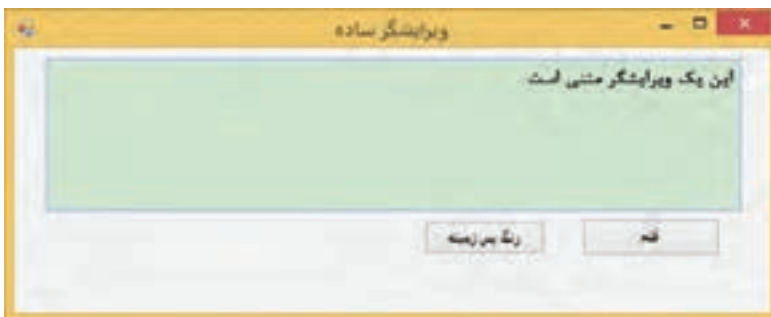 ویرایشگر ساده
این یک ویرایشگر متنی است
قلم
رنگ پس زمینه